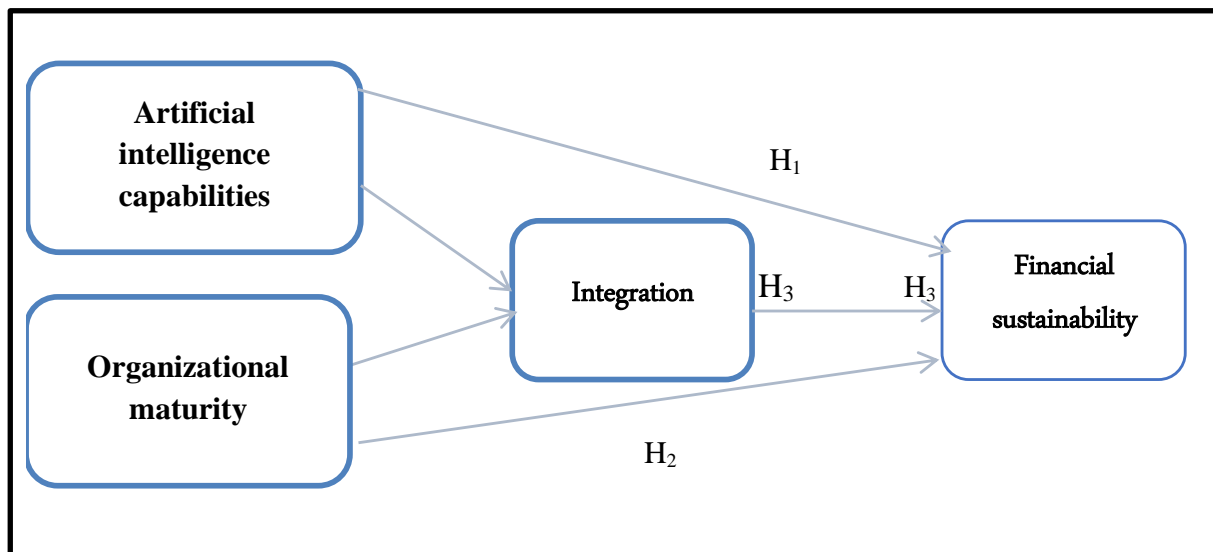 Artificial
intelligence
capabilities
H₁
Integration
H₃
H₃
Financial
sustainability
Organizational
maturity
H₂